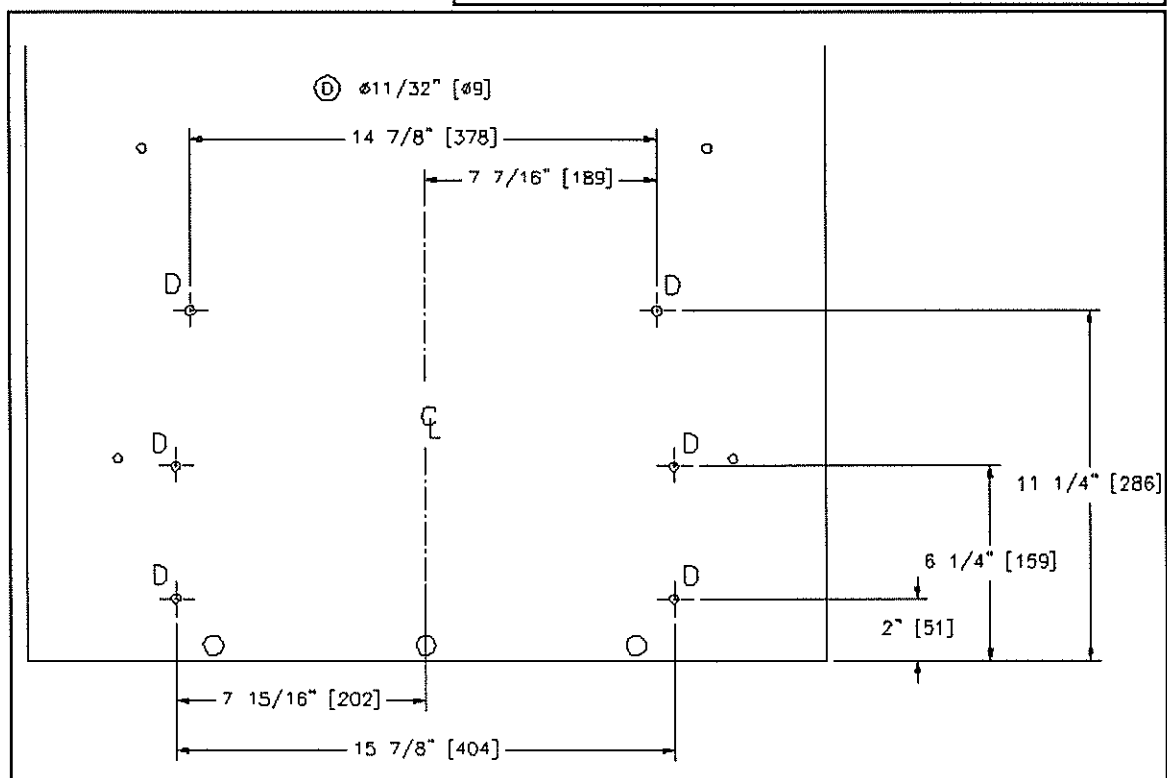 D ø11/32" [ø9]
14 7/8" [378]
7 7/16" [189]
D D
℄
D D
11 1/4" [286]
6 1/4" [159]
D D
2" [51]
7 15/16" [202]
15 7/8" [404]